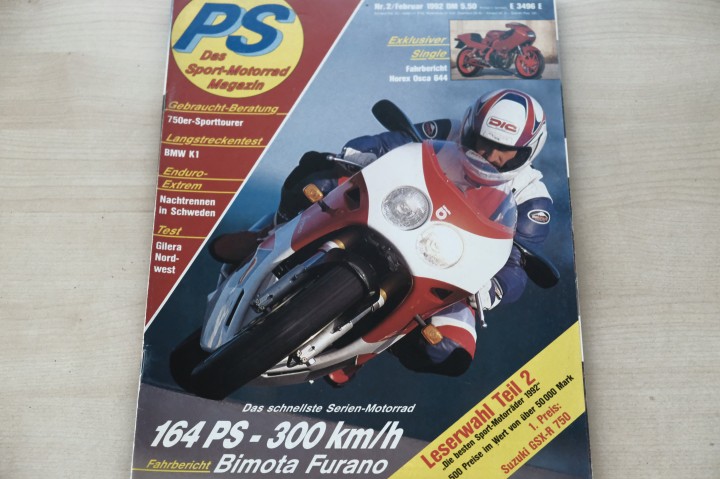 PS
Das
Sport-Motorrad
Magazin
Nr. 2/Februar 1992 DM 5.50
E 3496 E
Exklusiver
Single
Fahrbericht
Horex Osca 644
Gebraucht-Beratung
750er-Sporttourer
Langstreckentest
BMW K1
Enduro-
Extrem
Nachtrennen
in Schweden
Test
Gilera
Nord-
west
DIC
Das schnellste Serien-Motorrad
164 PS - 300 km/h
Fahrbericht Bimota Furano
Leserwahl Teil 2
„Die besten Sport-Motorräder 1992"
500 Preise im Wert von über 50000 Mark
1. Preis:
Suzuki GSX-R 750